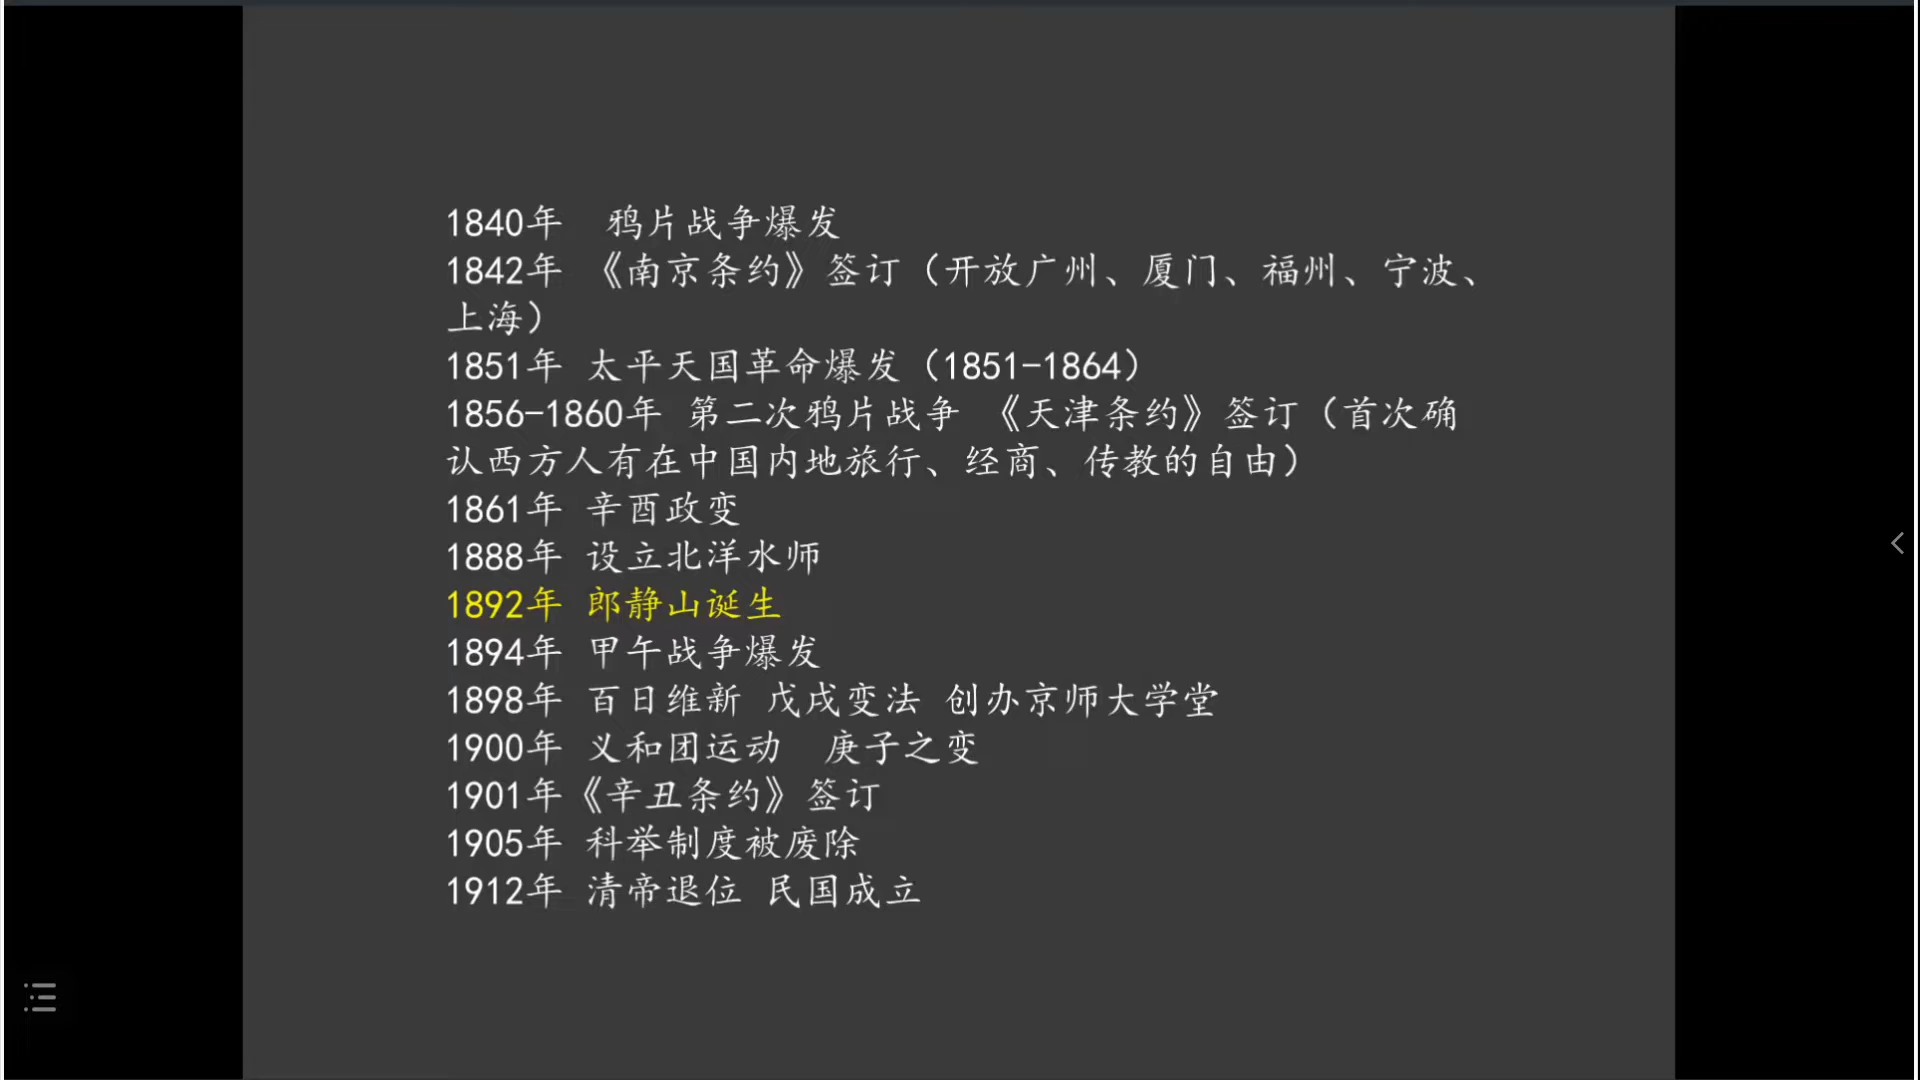 1840年 鸦片战争爆发
1842年 《南京条约》签订（开放广州、厦门、福州、宁波、
上海）
1851年 太平天国革命爆发（1851-1864）
1856-1860年 第二次鸦片战争 《天津条约》签订（首次确
认西方人有在中国内地旅行、经商、传教的自由）
1861年 辛酉政变
1888年 设立北洋水师
1892年 郎静山诞生
1894年 甲午战争爆发
1898年 百日维新 戊戌变法 创办京师大学堂
1900年 义和团运动 庚子之变
1901年《辛丑条约》签订
1905年 科举制度被废除
1912年 清帝退位 民国成立